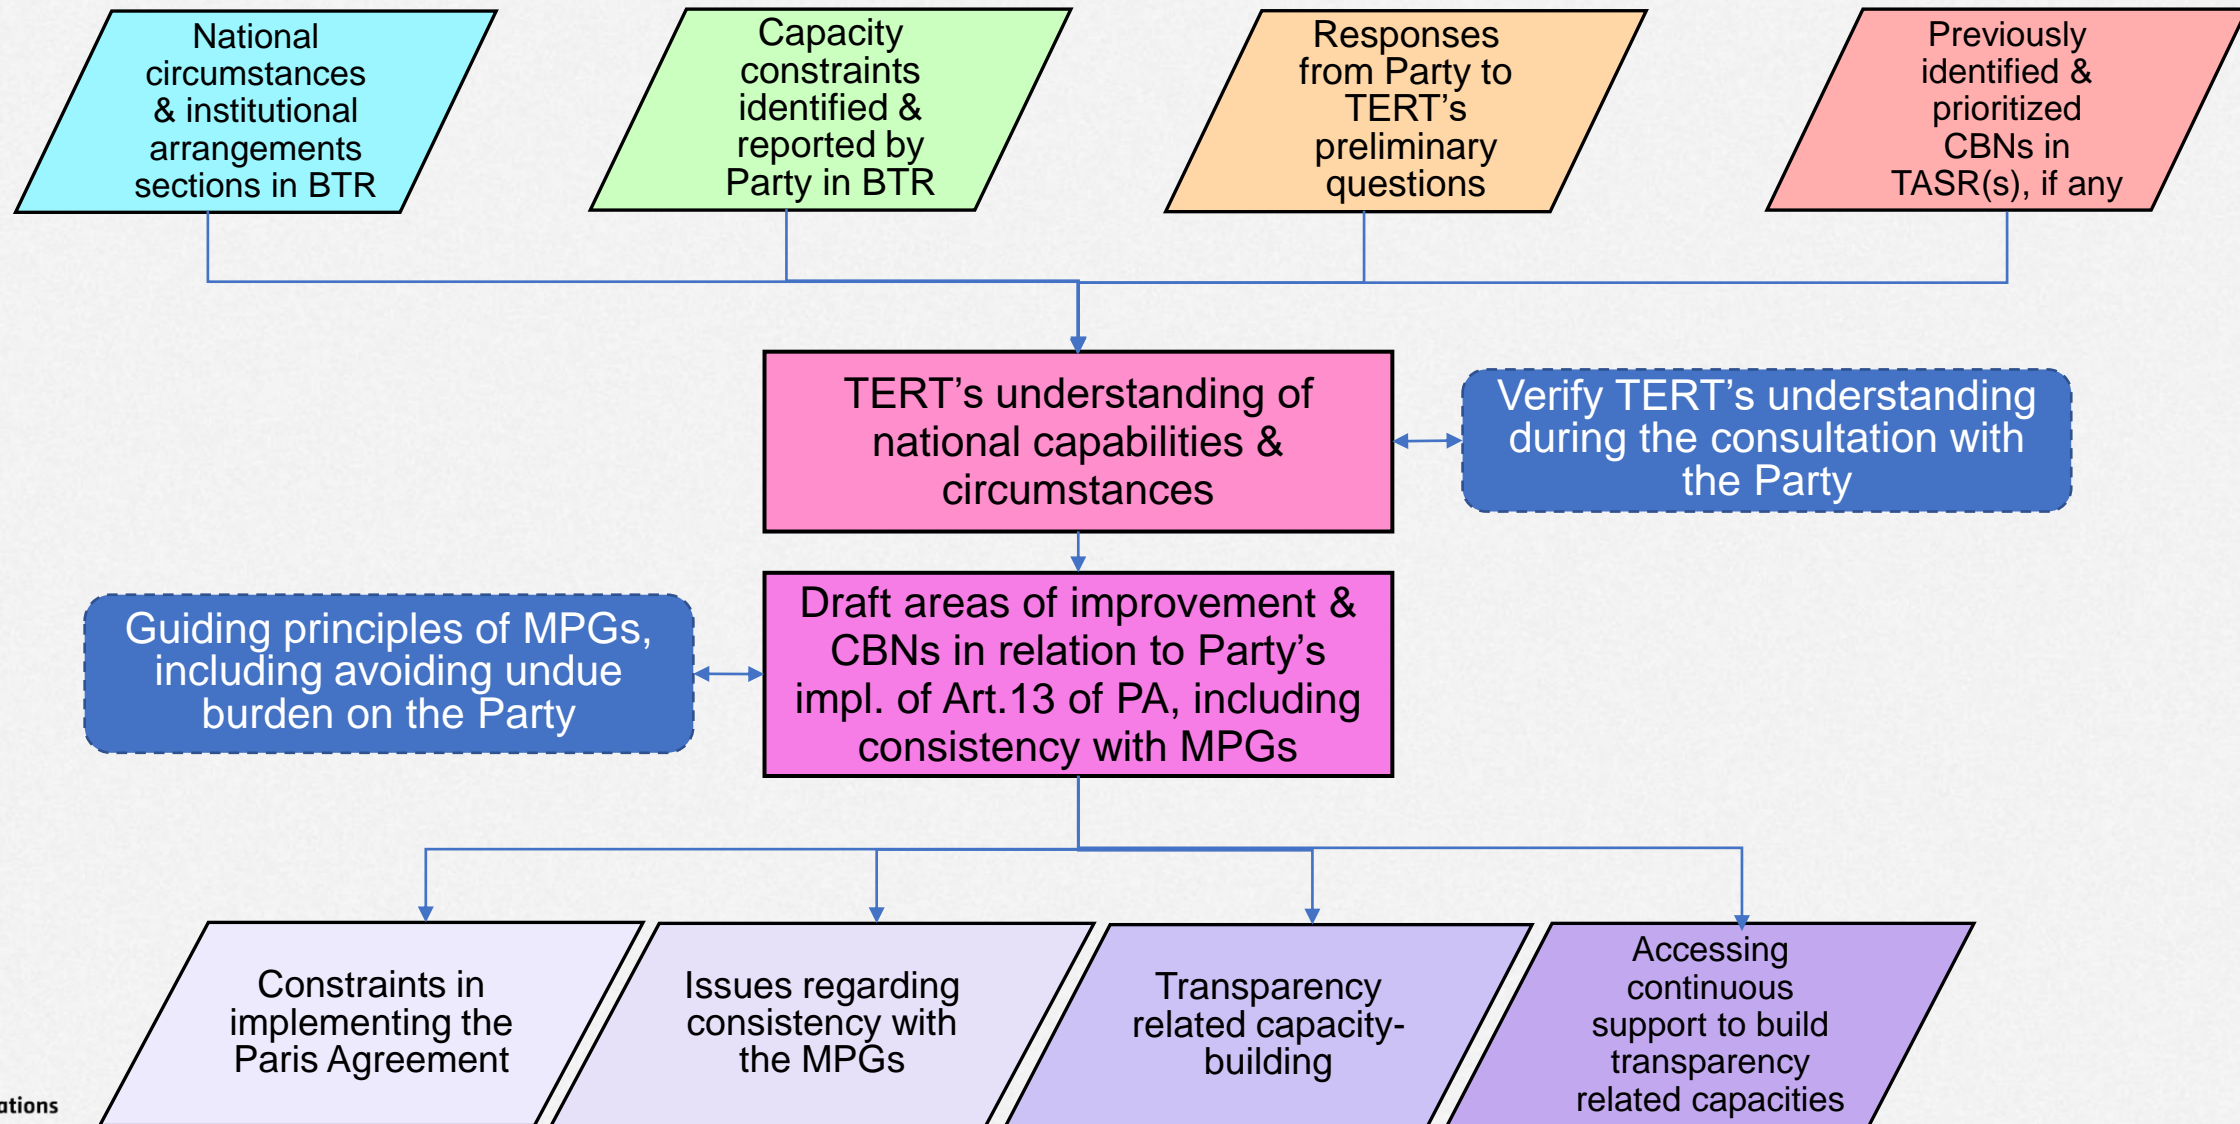 National
circumstances
& institutional
arrangements
sections in BTR
Capacity
constraints
identified &
reported by
Party in BTR
Responses
from Party to
TERT’s
preliminary
questions
Previously
identified &
prioritized
CBNs in
TASR(s), if any
TERT’s understanding of
national capabilities &
circumstances
Verify TERT’s understanding
during the consultation with
the Party
Guiding principles of MPGs,
including avoiding undue
burden on the Party
Draft areas of improvement &
CBNs in relation to Party’s
impl. of Art.13 of PA, including
consistency with MPGs
Constraints in
implementing the
Paris Agreement
Issues regarding
consistency with
the MPGs
Transparency
related capacity-
building
Accessing
continuous
support to build
transparency
related capacities
ations